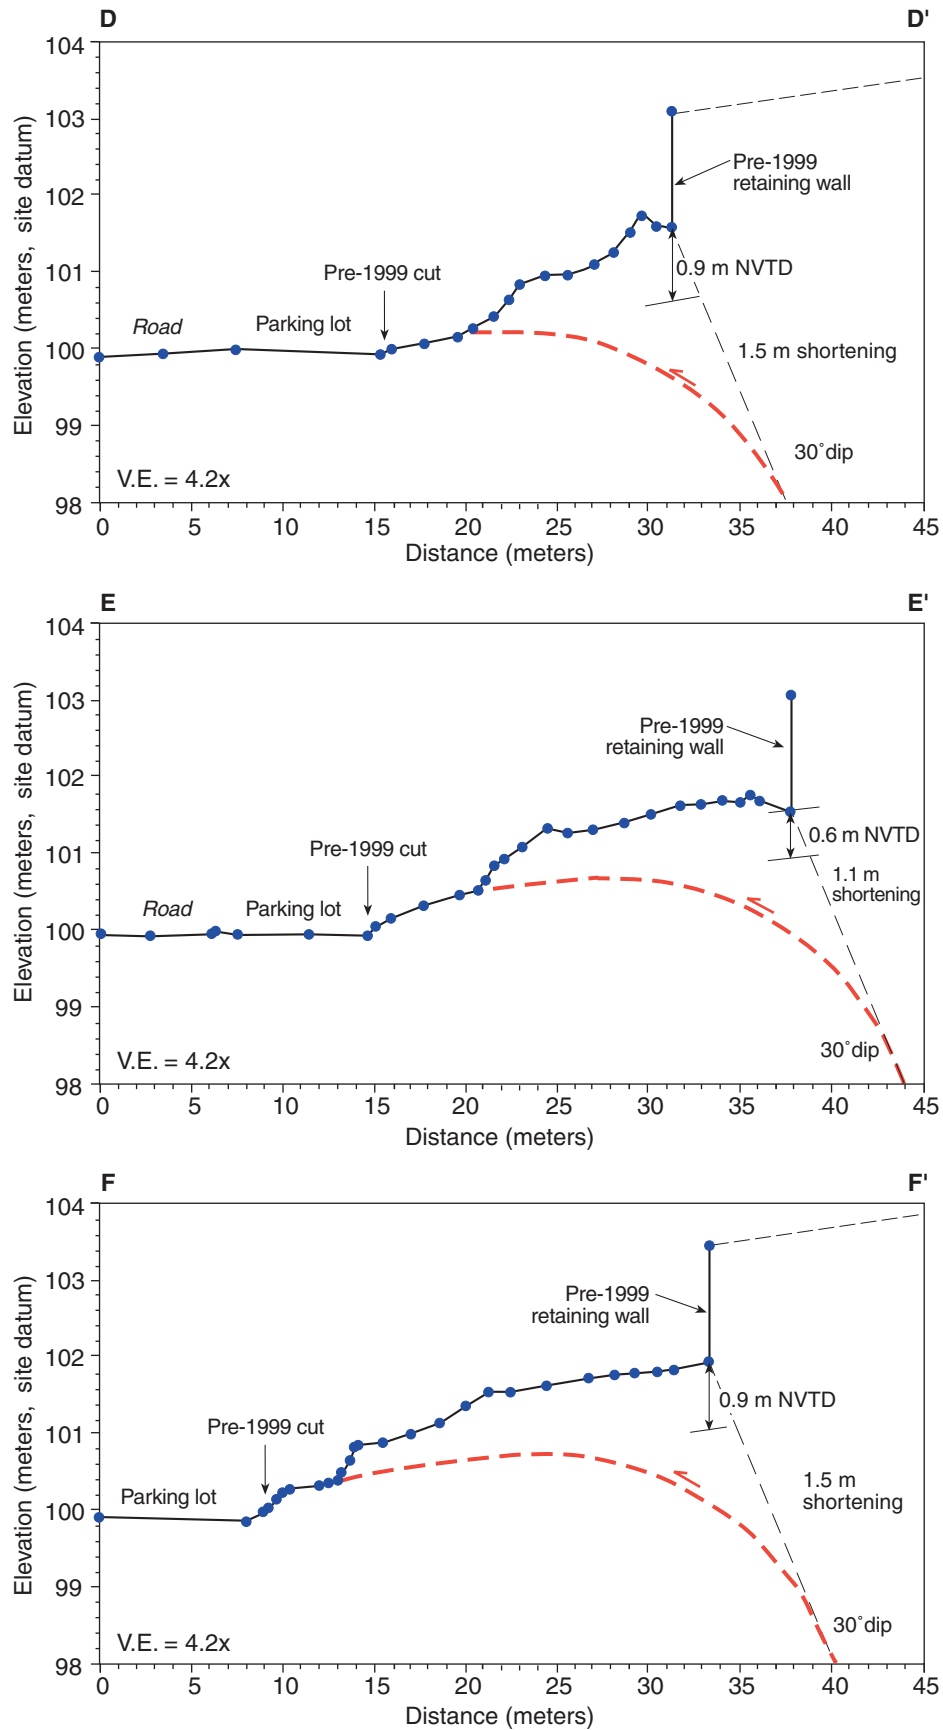 D D'
104
103
102
101
100
99
98
Elevation (meters, site datum)
Pre-1999
retaining wall
0.9 m NVTD
Pre-1999 cut
Road
Parking lot
1.5 m shortening
30°dip
V.E. = 4.2x
0 5 10 15 20 25 30 35 40 45
Distance (meters)
E E'
104
103
102
101
100
99
98
Elevation (meters, site datum)
Pre-1999
retaining wall
0.6 m NVTD
Pre-1999 cut
1.1 m
shortening
Road
Parking lot
30°dip
V.E. = 4.2x
0 5 10 15 20 25 30 35 40 45
Distance (meters)
F F'
104
103
102
101
100
99
98
Elevation (meters, site datum)
Pre-1999
retaining wall
0.9 m NVTD
Pre-1999 cut
Parking lot
1.5 m
shortening
30°dip
V.E. = 4.2x
0 5 10 15 20 25 30 35 40 45
Distance (meters)